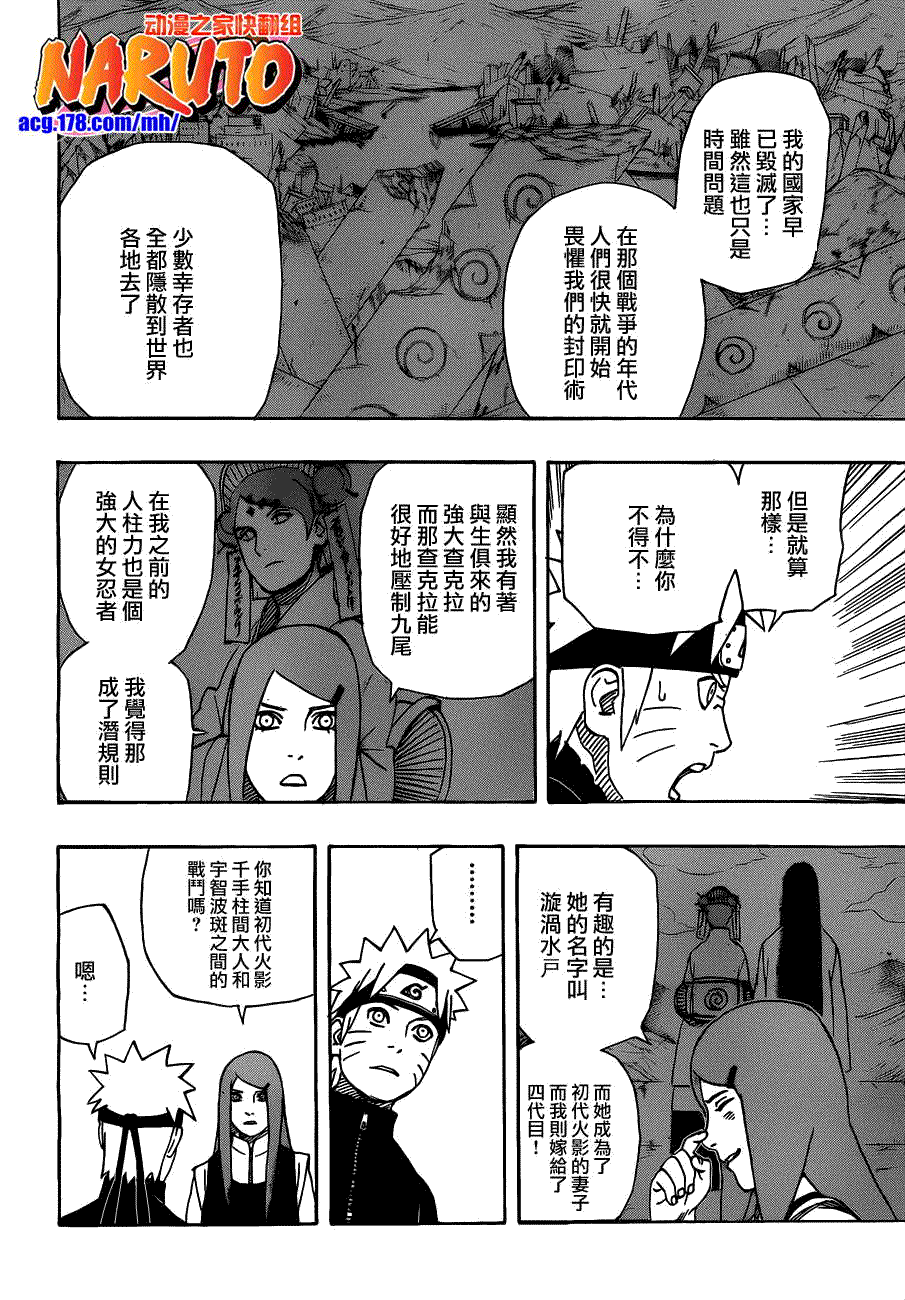 动漫之家快翻组
NARUTO
acg.178.com/mh/
我的國家早
已毀滅了…
雖然這也只是
時間問題
在那個戰爭的年代
人們很快就開始
畏懼我們的封印術
少數幸存者也
全都隱散到世界
各地去了
但是就算
那樣…
為什麼你
不得不…
顯然我有著
與生俱來的
強大查克拉
而那查克拉能
很好地壓制九尾
在我之前的
人柱力也是個
強大的女忍者
我覺得那
成了潛規則
有趣的是…
她的名字叫
漩渦水戸
而她成為了
初代火影的妻子
而我則嫁給了
四代目！
………
你知道初代火影
千手柱間大人和
宇智波斑之間的
戰鬥嗎？
嗯…